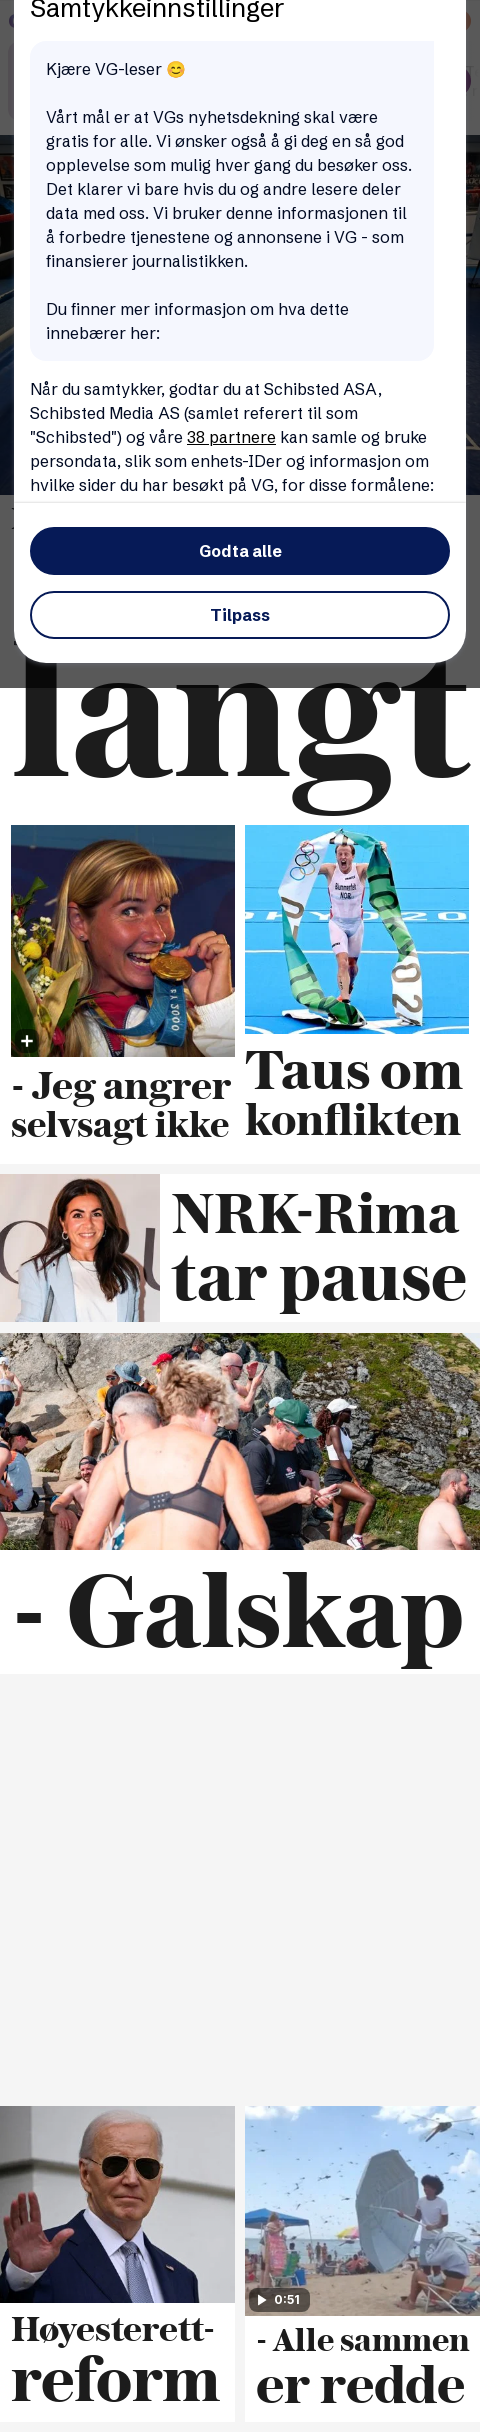 Samtykkeinnstillinger
Kjære VG-leser 😊
Vårt mål er at VGs nyhetsdekning skal være
gratis for alle. Vi ønsker også å gi deg en så god
opplevelse som mulig hver gang du besøker oss.
Det klarer vi bare hvis du og andre lesere deler
data med oss. Vi bruker denne informasjonen til
å forbedre tjenestene og annonsene i VG - som
finansierer journalistikken.
Du finner mer informasjon om hva dette
innebærer her:
Når du samtykker, godtar du at Schibsted ASA,
Schibsted Media AS (samlet referert til som
"Schibsted") og våre 38 partnere kan samle og bruke
persondata, slik som enhets-IDer og informasjon om
hvilke sider du har besøkt på VG, for disse formålene:
Godta alle
Tilpass
langt
Blummenfelt
NOR
- Jeg angrer
selvsagt ikke
Taus om
konflikten
NRK-Rima
tar pause
- Galskap
0:51
Høyesterett-
reform
- Alle sammen
er redde